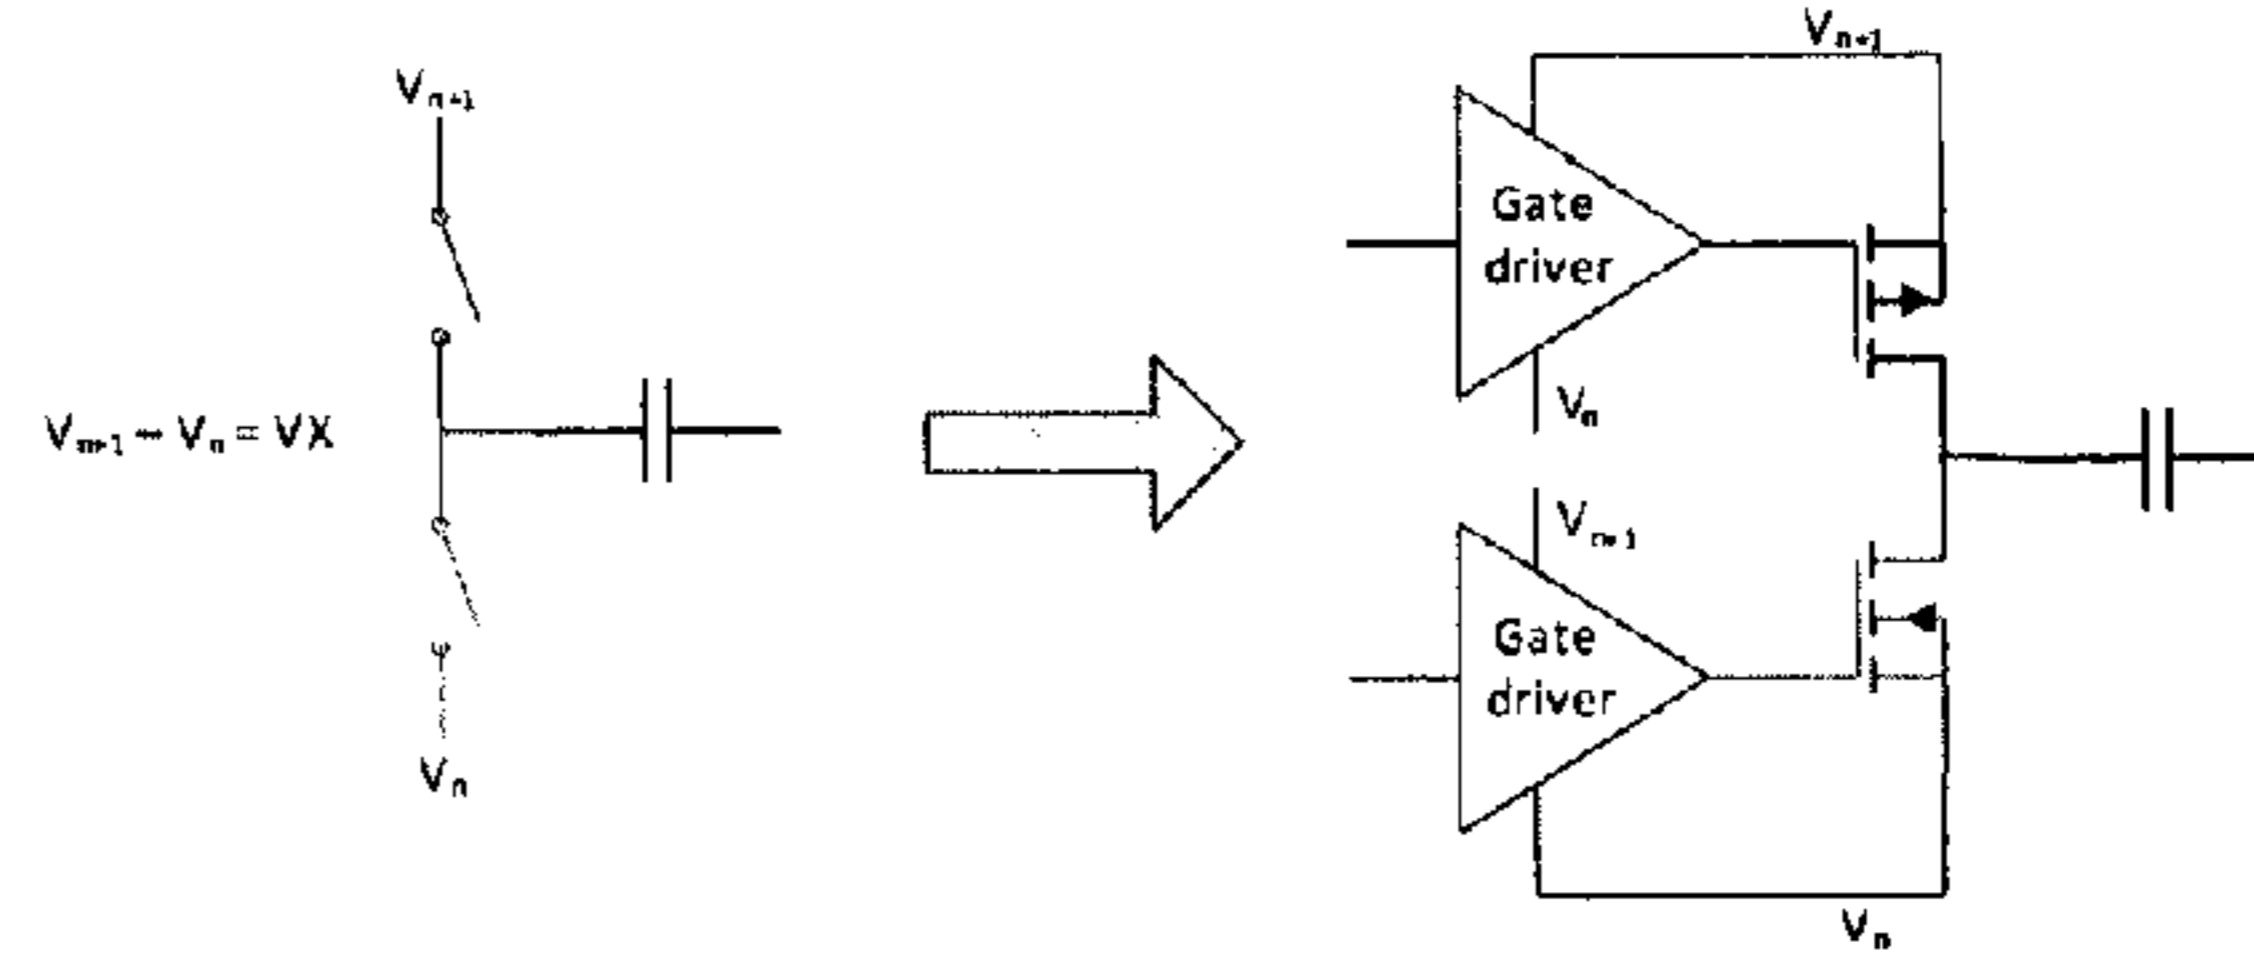 Vn+1
Vn+1 − Vn = VX
Vn
Vn+1
Gate
driver
Vn
Vn+1
Gate
driver
Vn